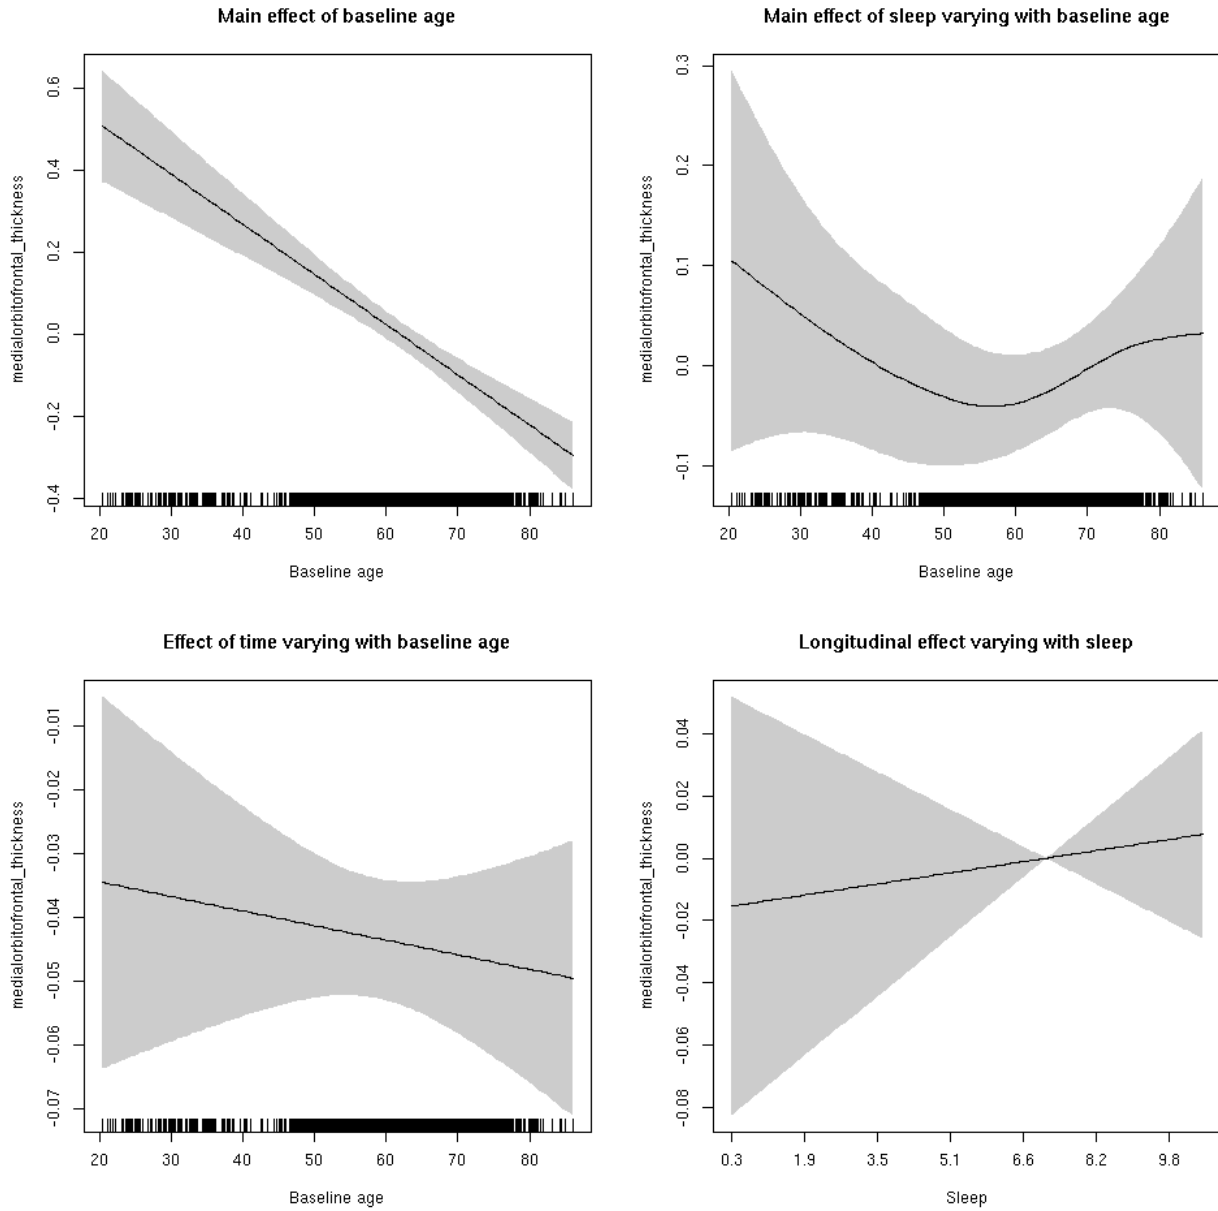 Main effect of baseline age
medialorbitofrontal_thickness
0.6
0.4
0.2
0.0
-0.2
-0.4
20 30 40 50 60 70 80
Baseline age
Main effect of sleep varying with baseline age
medialorbitofrontal_thickness
0.3
0.2
0.1
0.0
-0.1
20 30 40 50 60 70 80
Baseline age
Effect of time varying with baseline age
medialorbitofrontal_thickness
-0.01
-0.02
-0.03
-0.04
-0.05
-0.06
-0.07
20 30 40 50 60 70 80
Baseline age
Longitudinal effect varying with sleep
medialorbitofrontal_thickness
0.04
0.02
0.00
-0.02
-0.04
-0.06
-0.08
0.3 1.9 3.5 5.1 6.6 8.2 9.8
Sleep